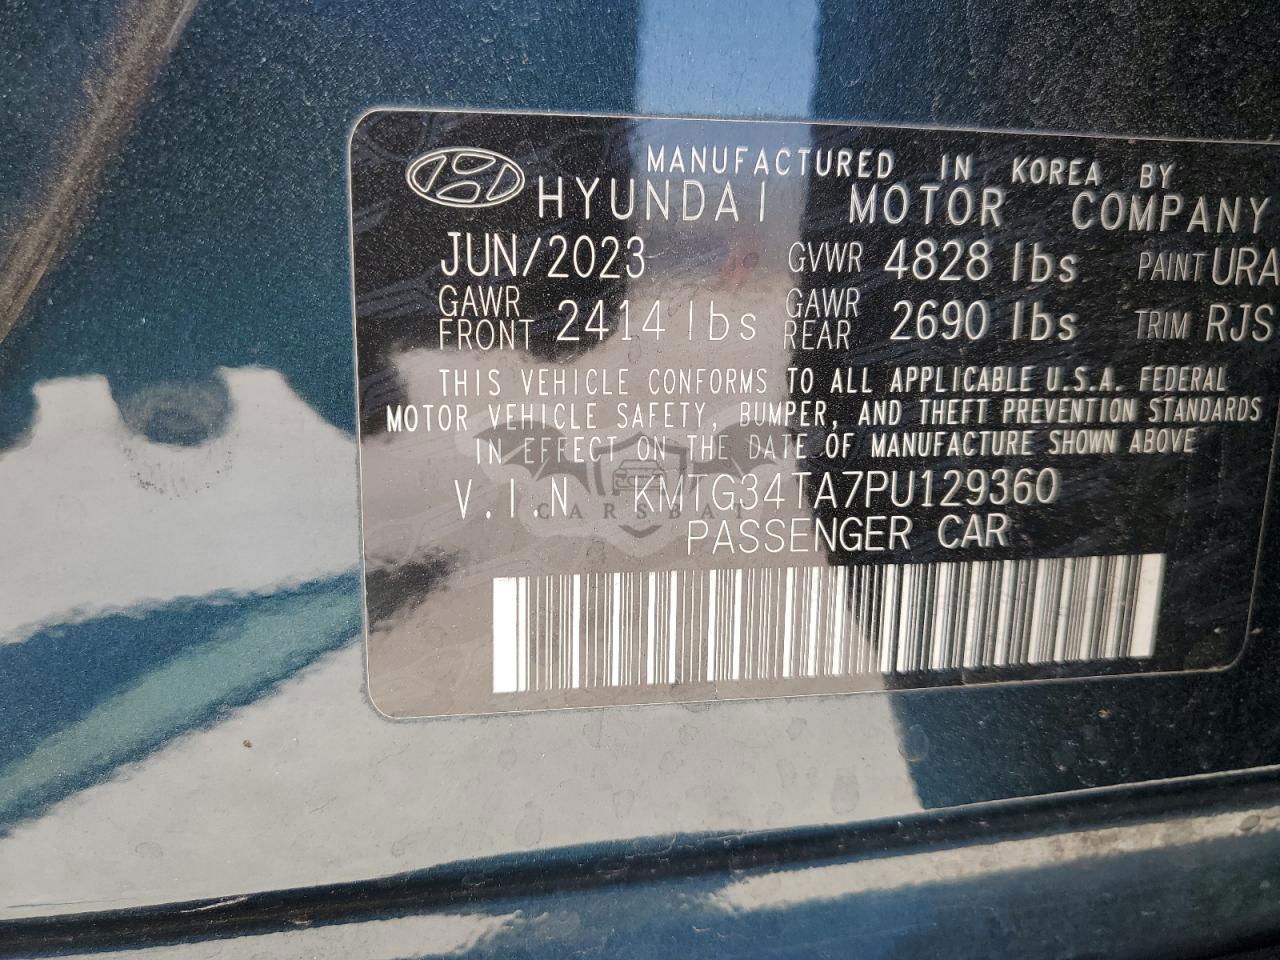 MANUFACTURED IN KOREA BY
HYUNDAI MOTOR COMPANY
JUN/2023 GVWR 4828 lbs PAINT URA
GAWR FRONT 2414 lbs GAWR REAR 2690 lbs TRIM RJS
THIS VEHICLE CONFORMS TO ALL APPLICABLE U.S.A. FEDERAL
MOTOR VEHICLE SAFETY, BUMPER, AND THEFT PREVENTION STANDARDS
IN EFFECT ON THE DATE OF MANUFACTURE SHOWN ABOVE
V.I.N KMTG34TA7PU129360
CARSBAT
PASSENGER CAR